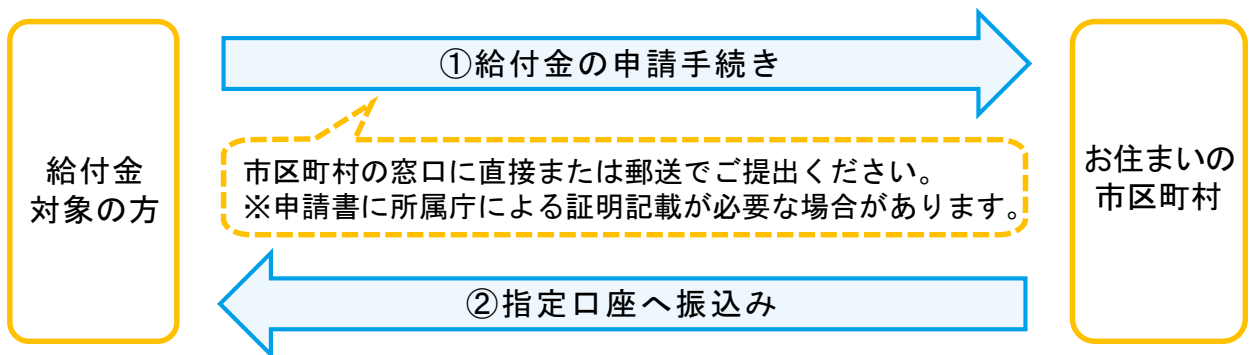 給付金
対象の方
①給付金の申請手続き
市区町村の窓口に直接または郵送でご提出ください。
※申請書に所属庁による証明記載が必要な場合があります。
②指定口座へ振込み
お住まいの
市区町村